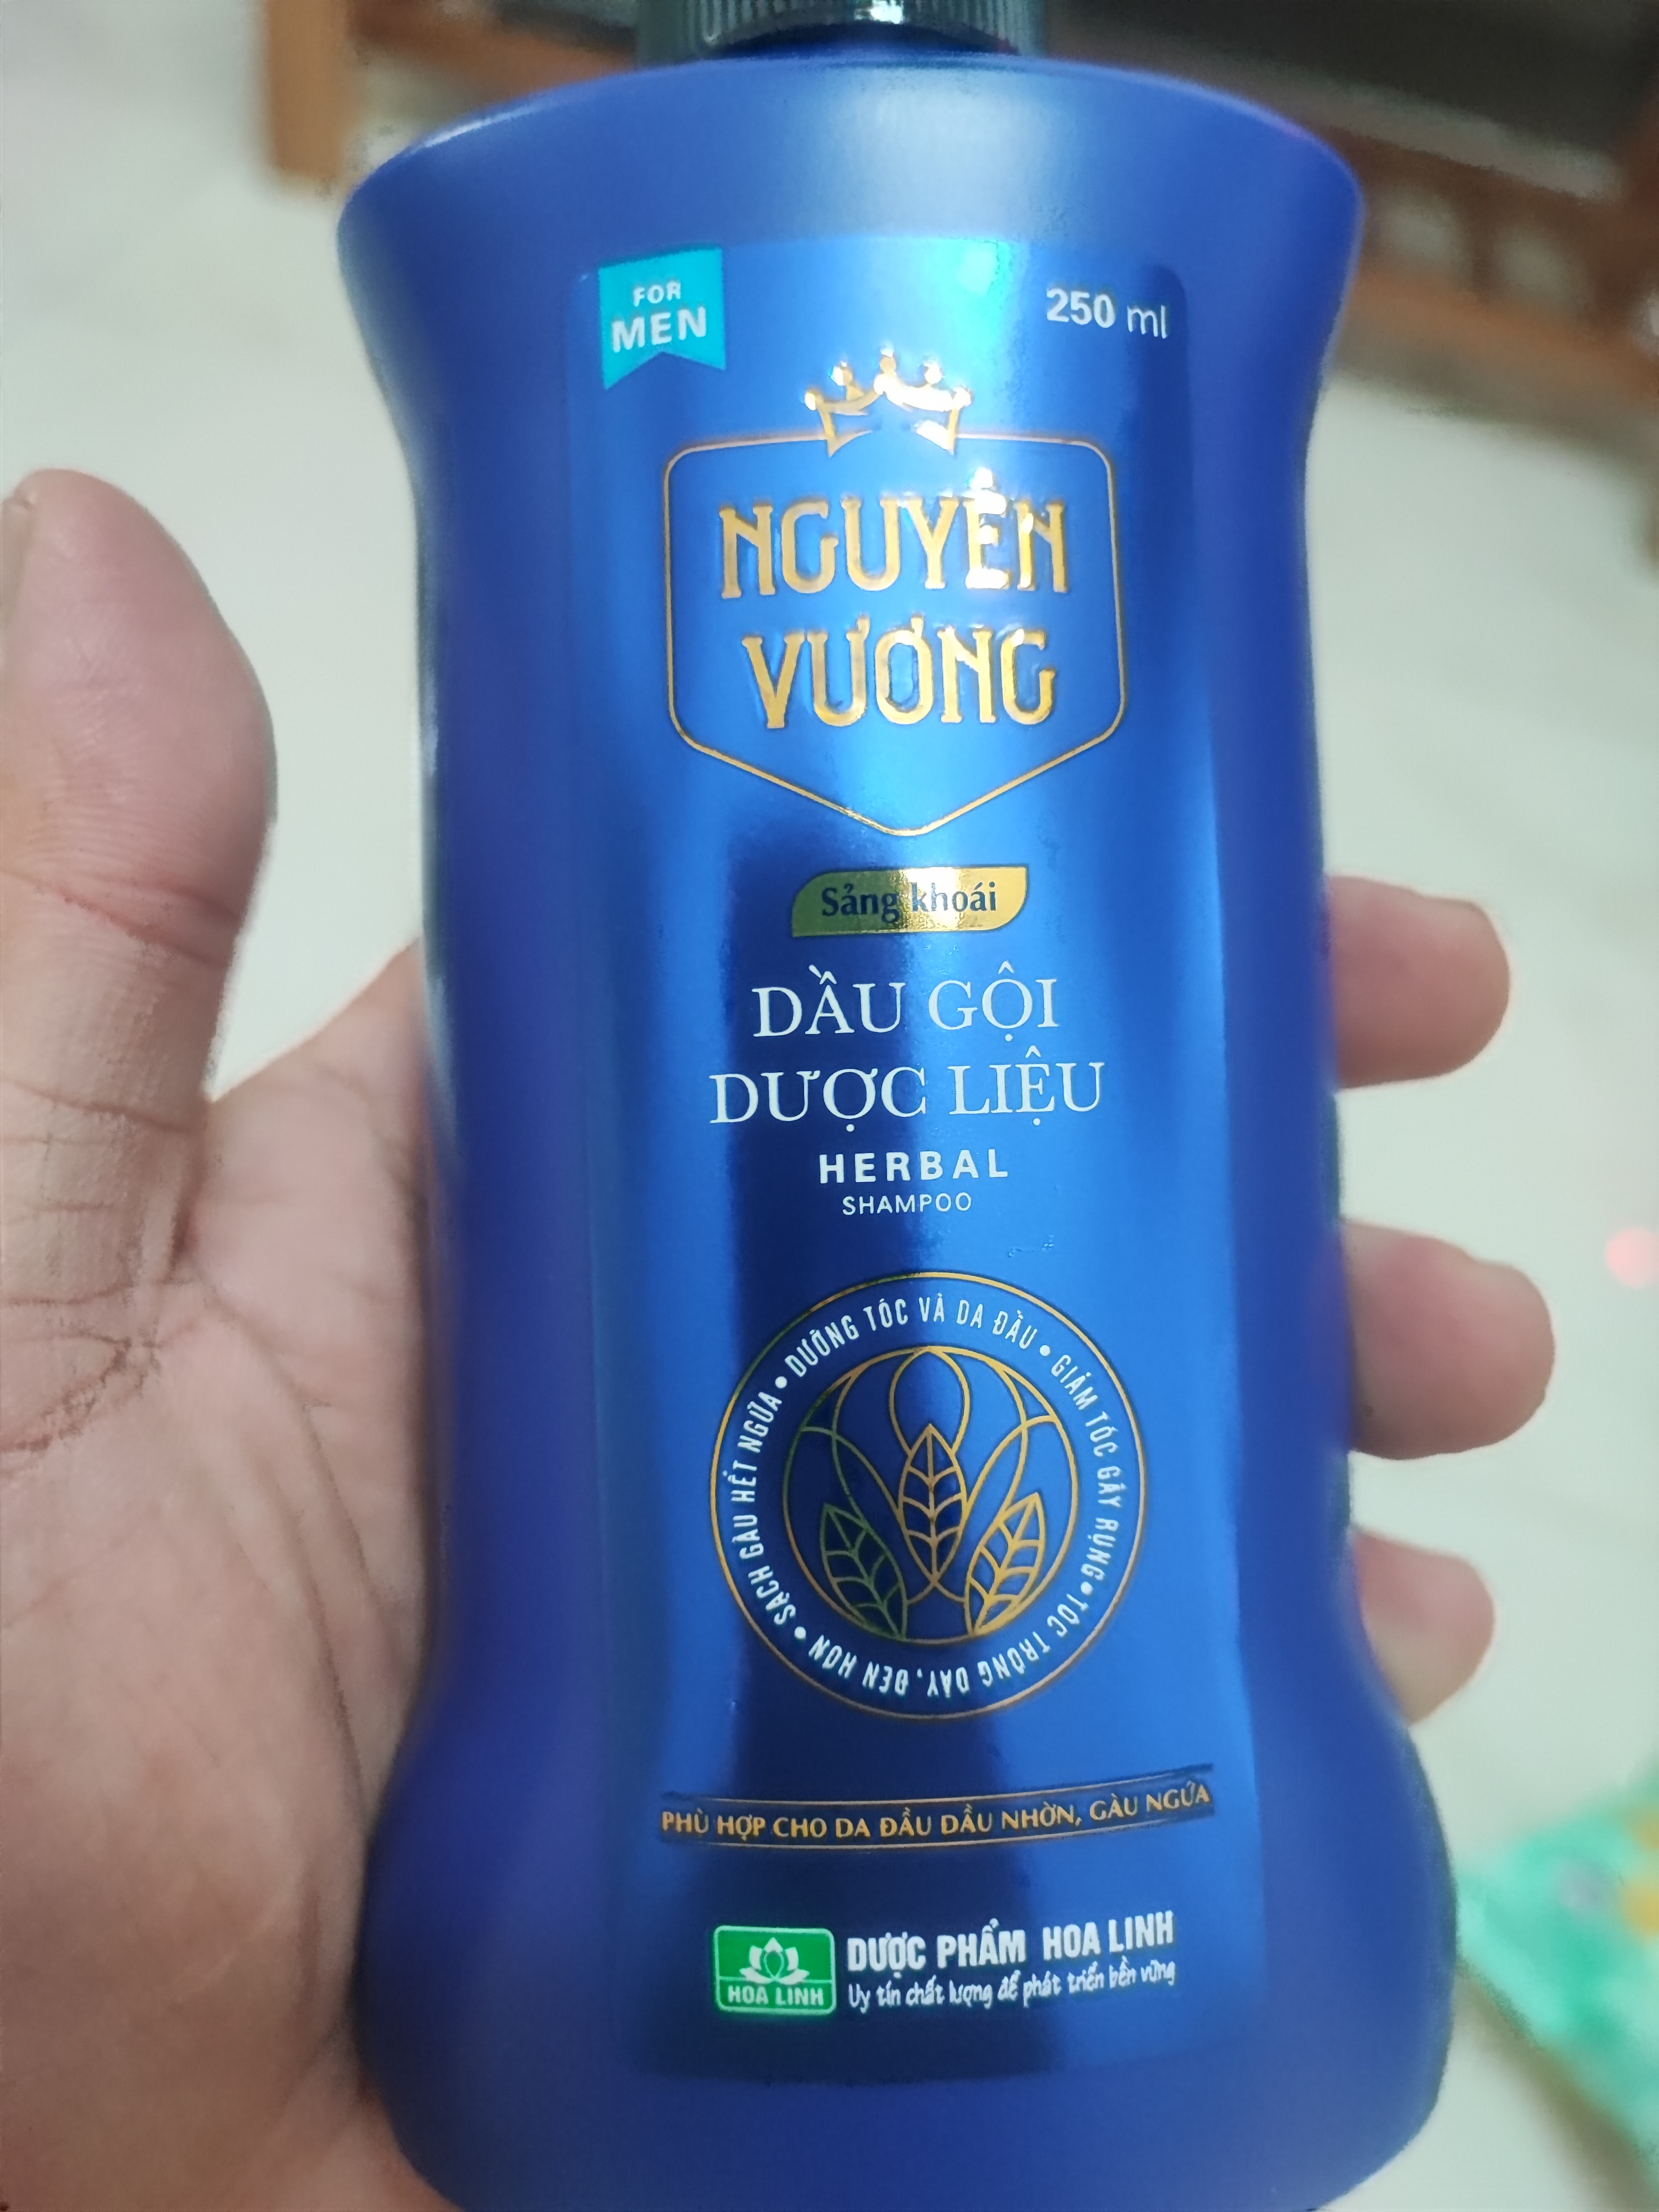 FOR
MEN
250 ml
NGUYÊN
VƯƠNG
Sảng khoái
DẦU GỘI
DƯỢC LIỆU
HERBAL
SHAMPOO
• DƯỠNG TÓC VÀ DA ĐẦU • GIẢM TÓC GÃY RỤNG • TÓC TRÔNG DÀY, ĐEN HƠN • SẠCH GÀU HẾT NGỨA
PHÙ HỢP CHO DA ĐẦU DẦU NHỜN, GÀU NGỨA
HOA LINH
DƯỢC PHẨM HOA LINH
Uy tín chất lượng để phát triển bền vững